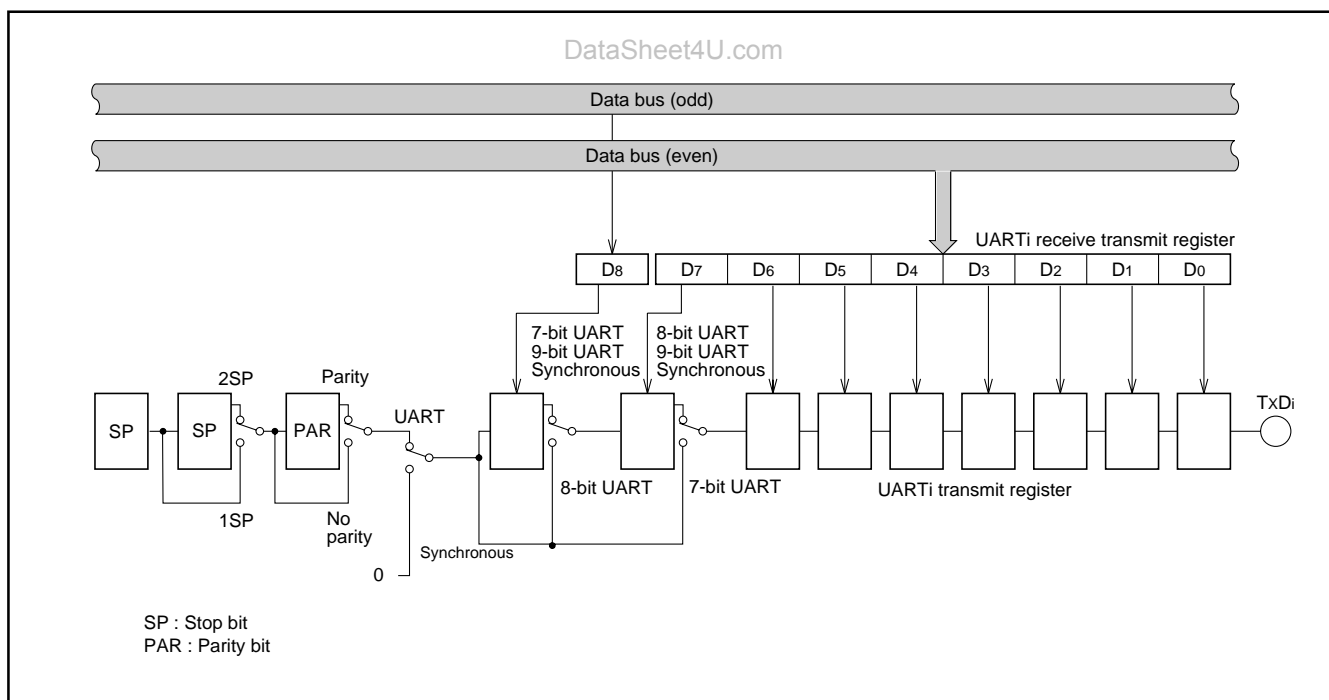 DataSheet4U.com
Data bus (odd)
Data bus (even)
UARTi receive transmit register
D8
D7
D6
D5
D4
D3
D2
D1
D0
7-bit UART
9-bit UART
Synchronous
8-bit UART
9-bit UART
Synchronous
2SP
Parity
UART
TXDi
SP
SP
PAR
8-bit UART
7-bit UART
UARTi transmit register
1SP
No
parity
Synchronous
0
SP : Stop bit
PAR : Parity bit